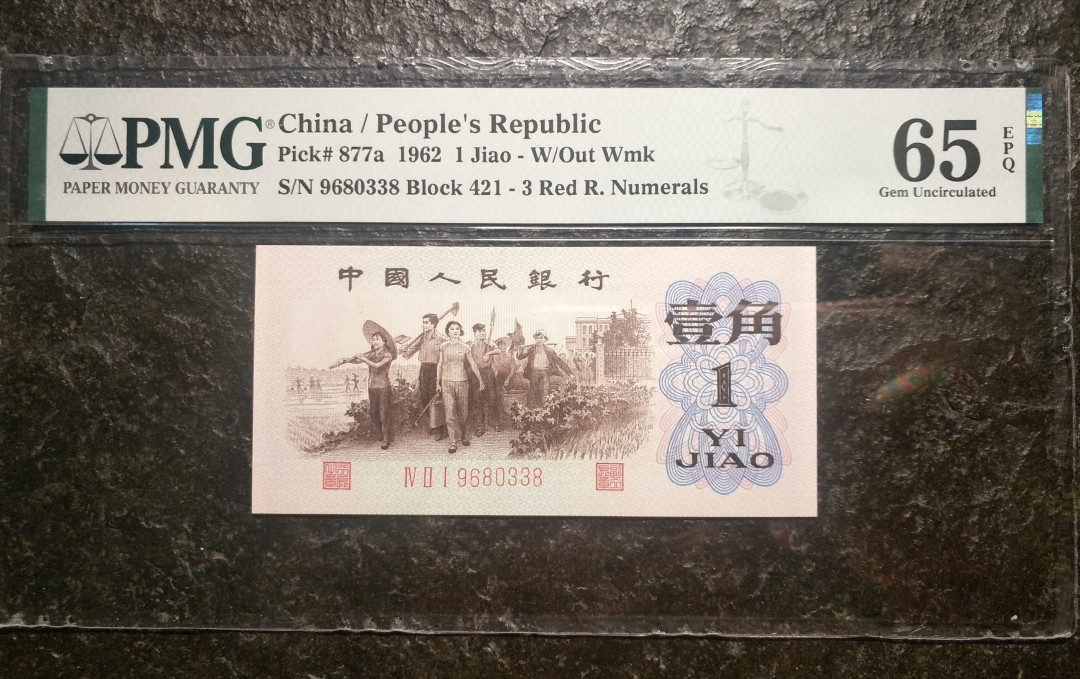 PMG®
PAPER MONEY GUARANTY
China / People's Republic
Pick# 877a 1962 1 Jiao - W/Out Wmk
S/N 9680338 Block 421 - 3 Red R. Numerals
65
EPQ
Gem Uncirculated
中國人民銀行
壹角
1
YI
JIAO
Ⅳ Ⅱ Ⅰ 9680338